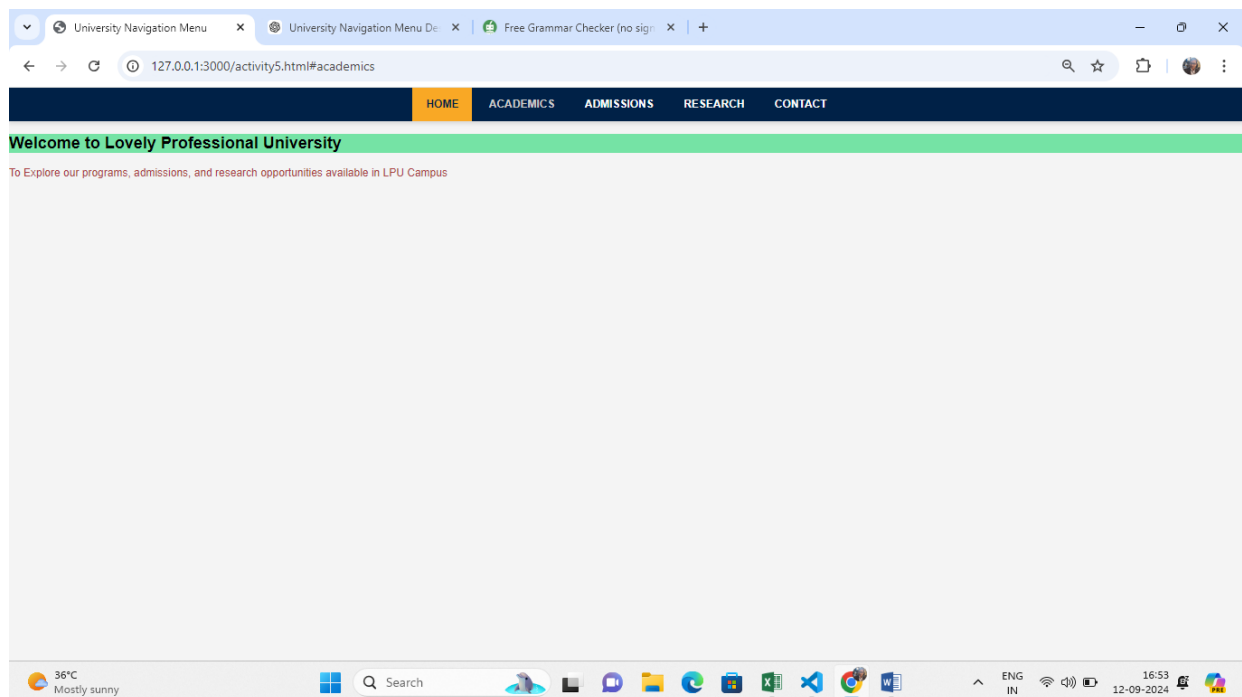 University Navigation Menu University Navigation Menu De Free Grammar Checker (no sign
127.0.0.1:3000/activity5.html#academics
HOME ACADEMICS ADMISSIONS RESEARCH CONTACT
Welcome to Lovely Professional University
To Explore our programs, admissions, and research opportunities available in LPU Campus
36°C
Mostly sunny
Search
ENG
IN
16:53
12-09-2024
PRE